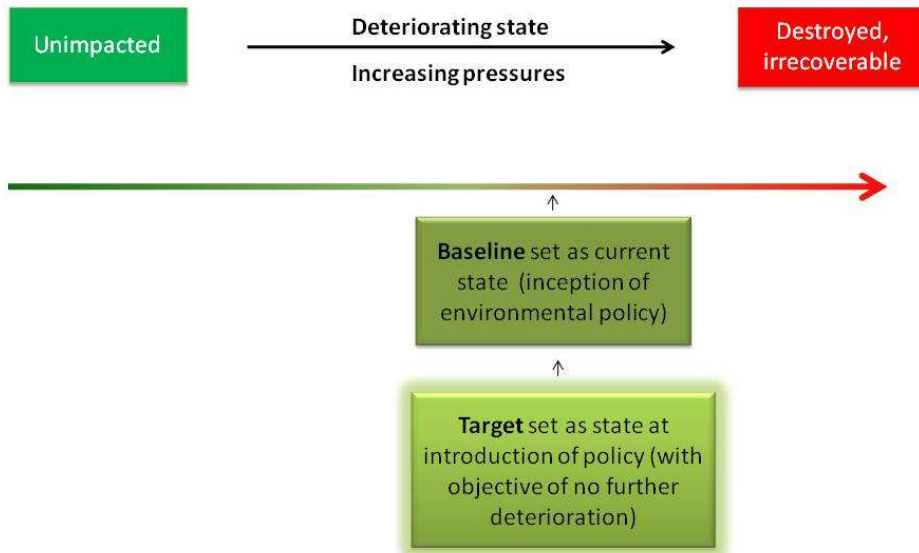 Unimpacted
Deteriorating state
Increasing pressures
Destroyed,
irrecoverable
Baseline set as current
state (inception of
environmental policy)
Target set as state at
introduction of policy (with
objective of no further
deterioration)